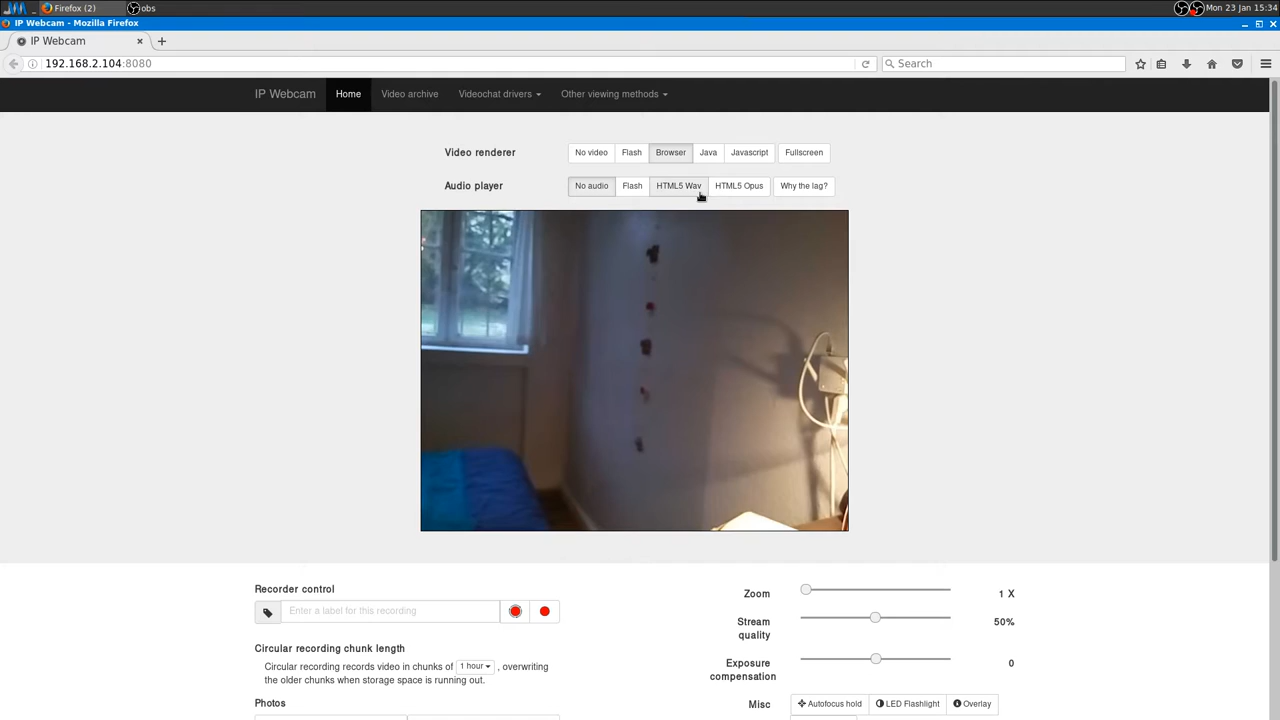 Firefox (2) obs Mon 23 Jan 15:34
IP Webcam - Mozilla Firefox
IP Webcam
192.168.2.104:8080 Search
IP Webcam Home Video archive Videochat drivers Other viewing methods
Video renderer No video Flash Browser Java Javascript Fullscreen
Audio player No audio Flash HTML5 Wav HTML5 Opus Why the lag?
Recorder control
Enter a label for this recording
Circular recording chunk length
Circular recording records video in chunks of 1 hour , overwriting
the older chunks when storage space is running out.
Photos
Zoom 1 X
Stream
quality 50%
Exposure
compensation 0
Misc Autofocus hold LED Flashlight Overlay